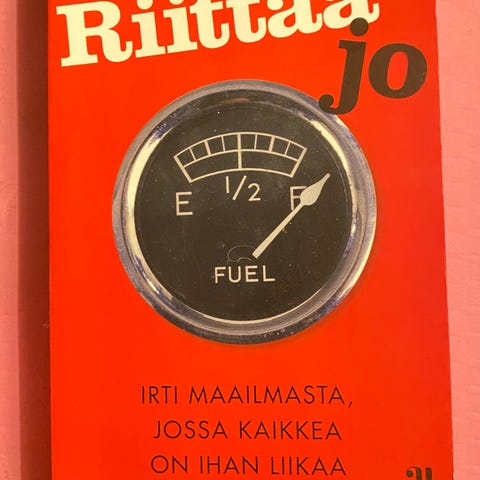 Riittää
jo
E 1/2 F
FUEL
IRTI MAAILMASTA,
JOSSA KAIKKEA
ON IHAN LIIKAA